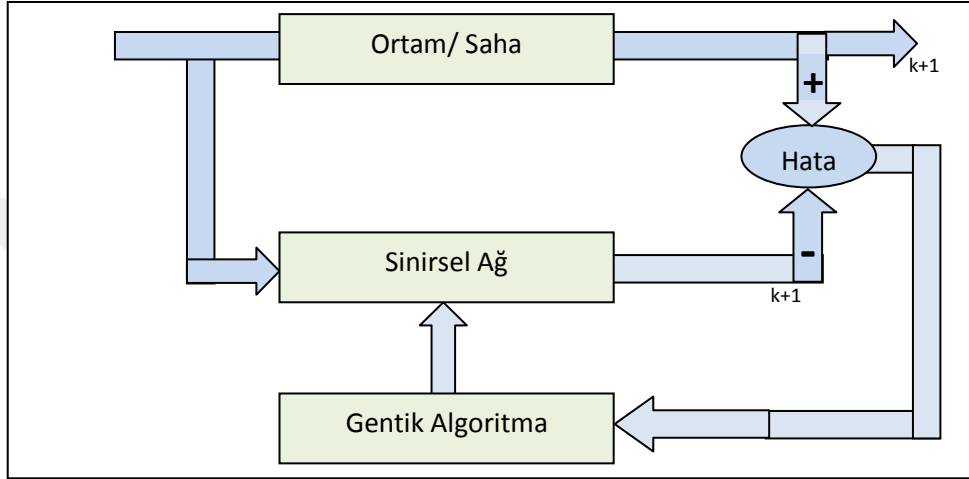 Ortam/ Saha
k+1
+
Hata
Sinirsel Ağ
-
k+1
Gentik Algoritma